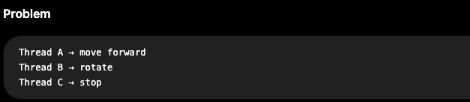 Problem
Thread A → move forward
Thread B → rotate
Thread C → stop